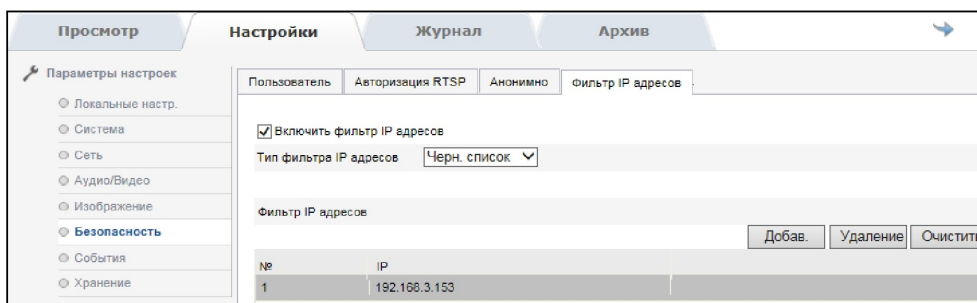 Просмотр Настройки Журнал Архив
Параметры настроек
Локальные настр.
Система
Сеть
Аудио/Видео
Изображение
Безопасность
События
Хранение
Пользователь Авторизация RTSP Анонимно Фильтр IP адресов
Включить фильтр IP адресов
Тип фильтра IP адресов Черн. список
Фильтр IP адресов
Добав. Удаление Очистить
№ IP
1 192.168.3.153